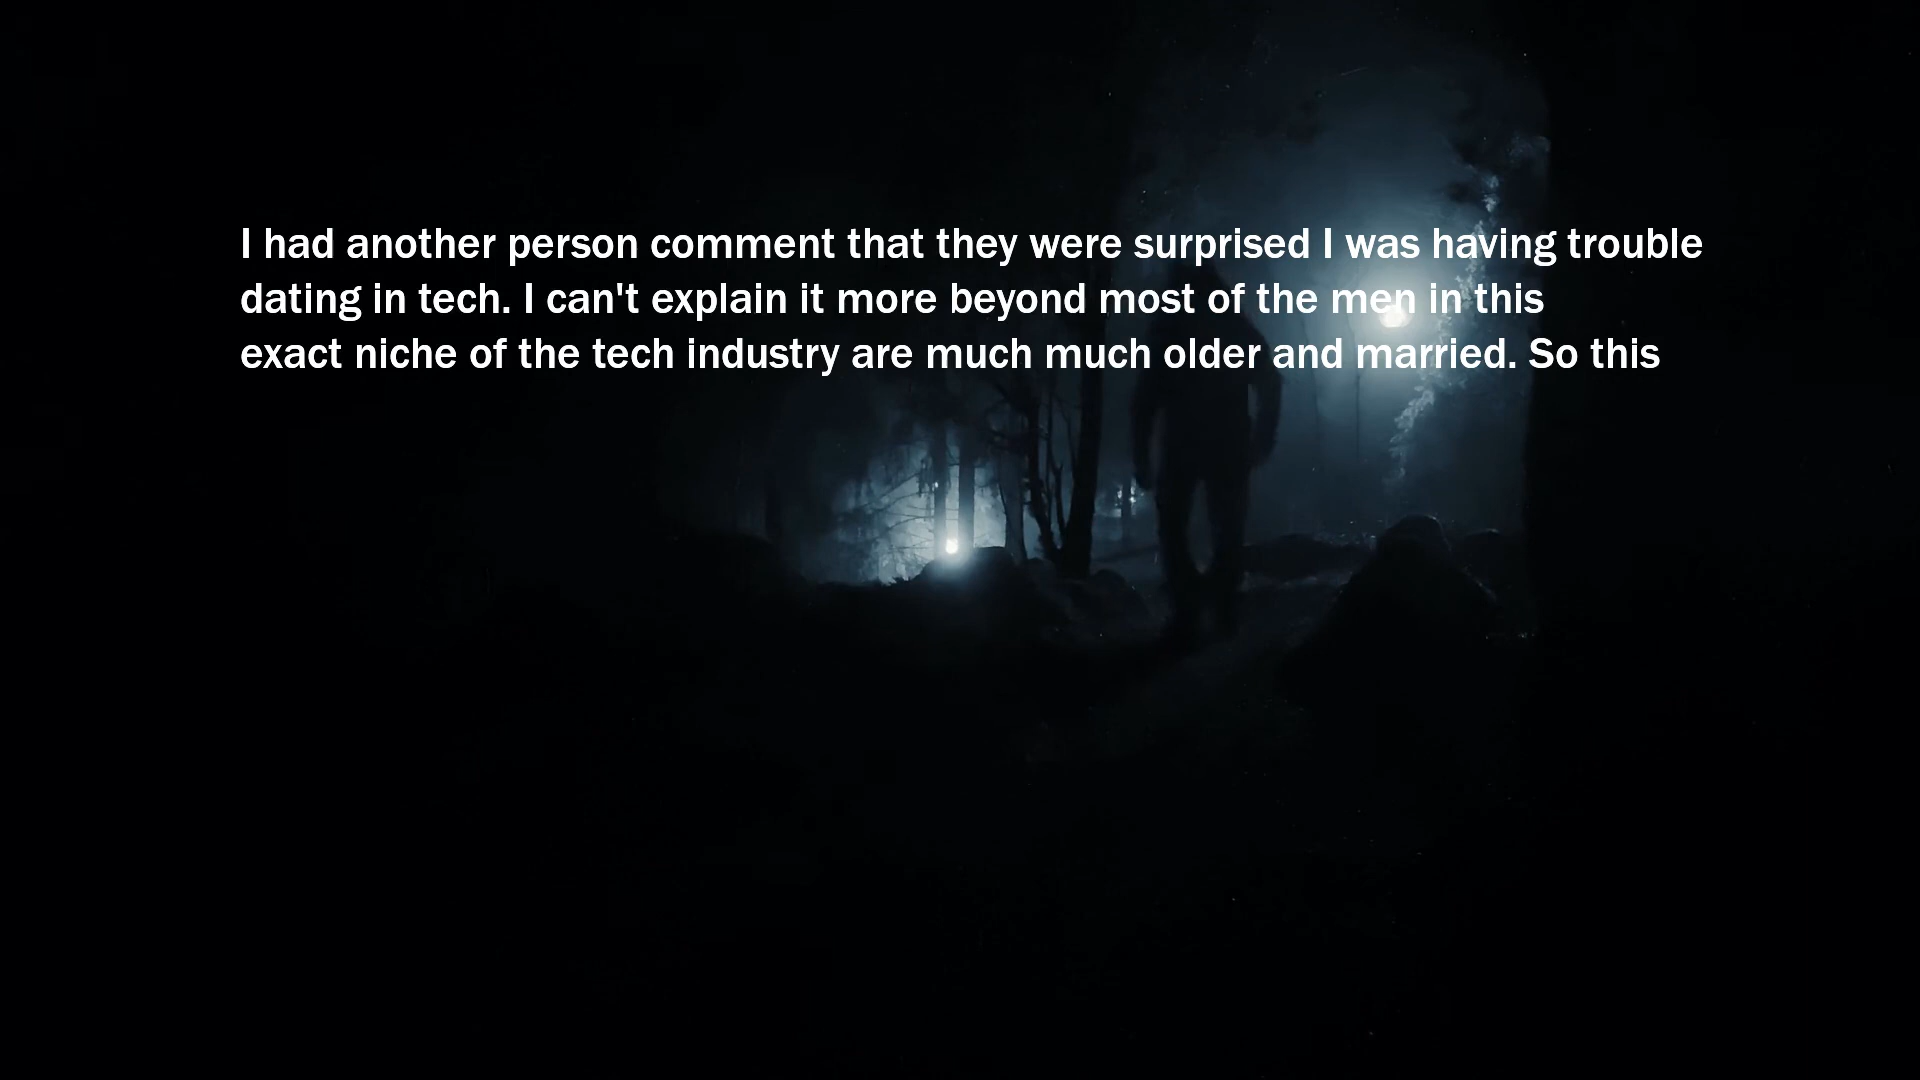 I had another person comment that they were surprised I was having trouble
dating in tech. I can't explain it more beyond most of the men in this
exact niche of the tech industry are much much older and married. So this